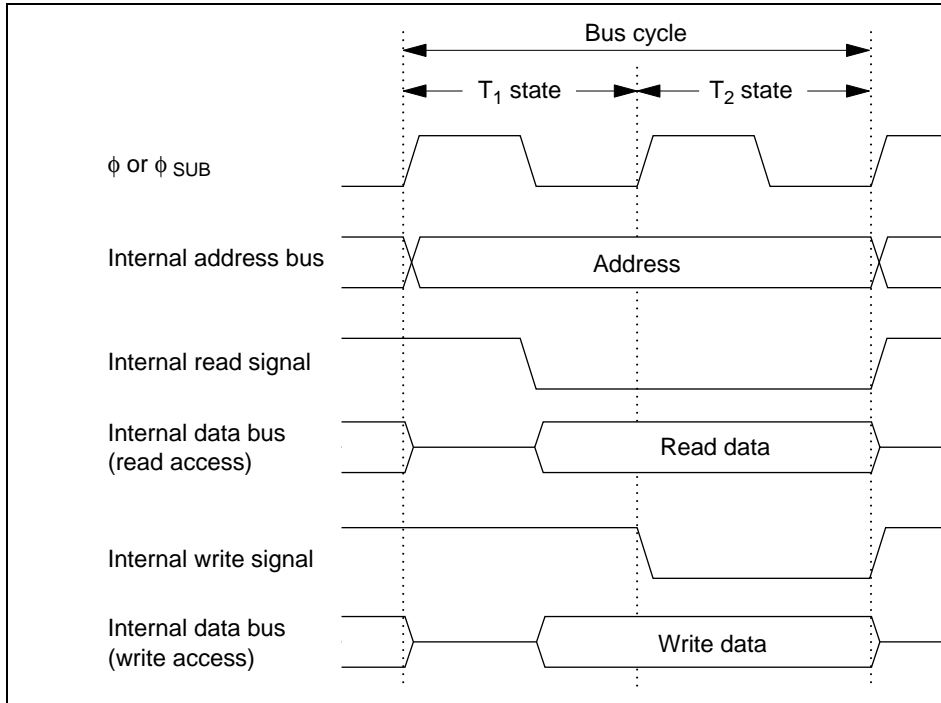 Bus cycle
T1 state
T2 state
ϕ or ϕ SUB
Internal address bus
Address
Internal read signal
Internal data bus
(read access)
Read data
Internal write signal
Internal data bus
(write access)
Write data